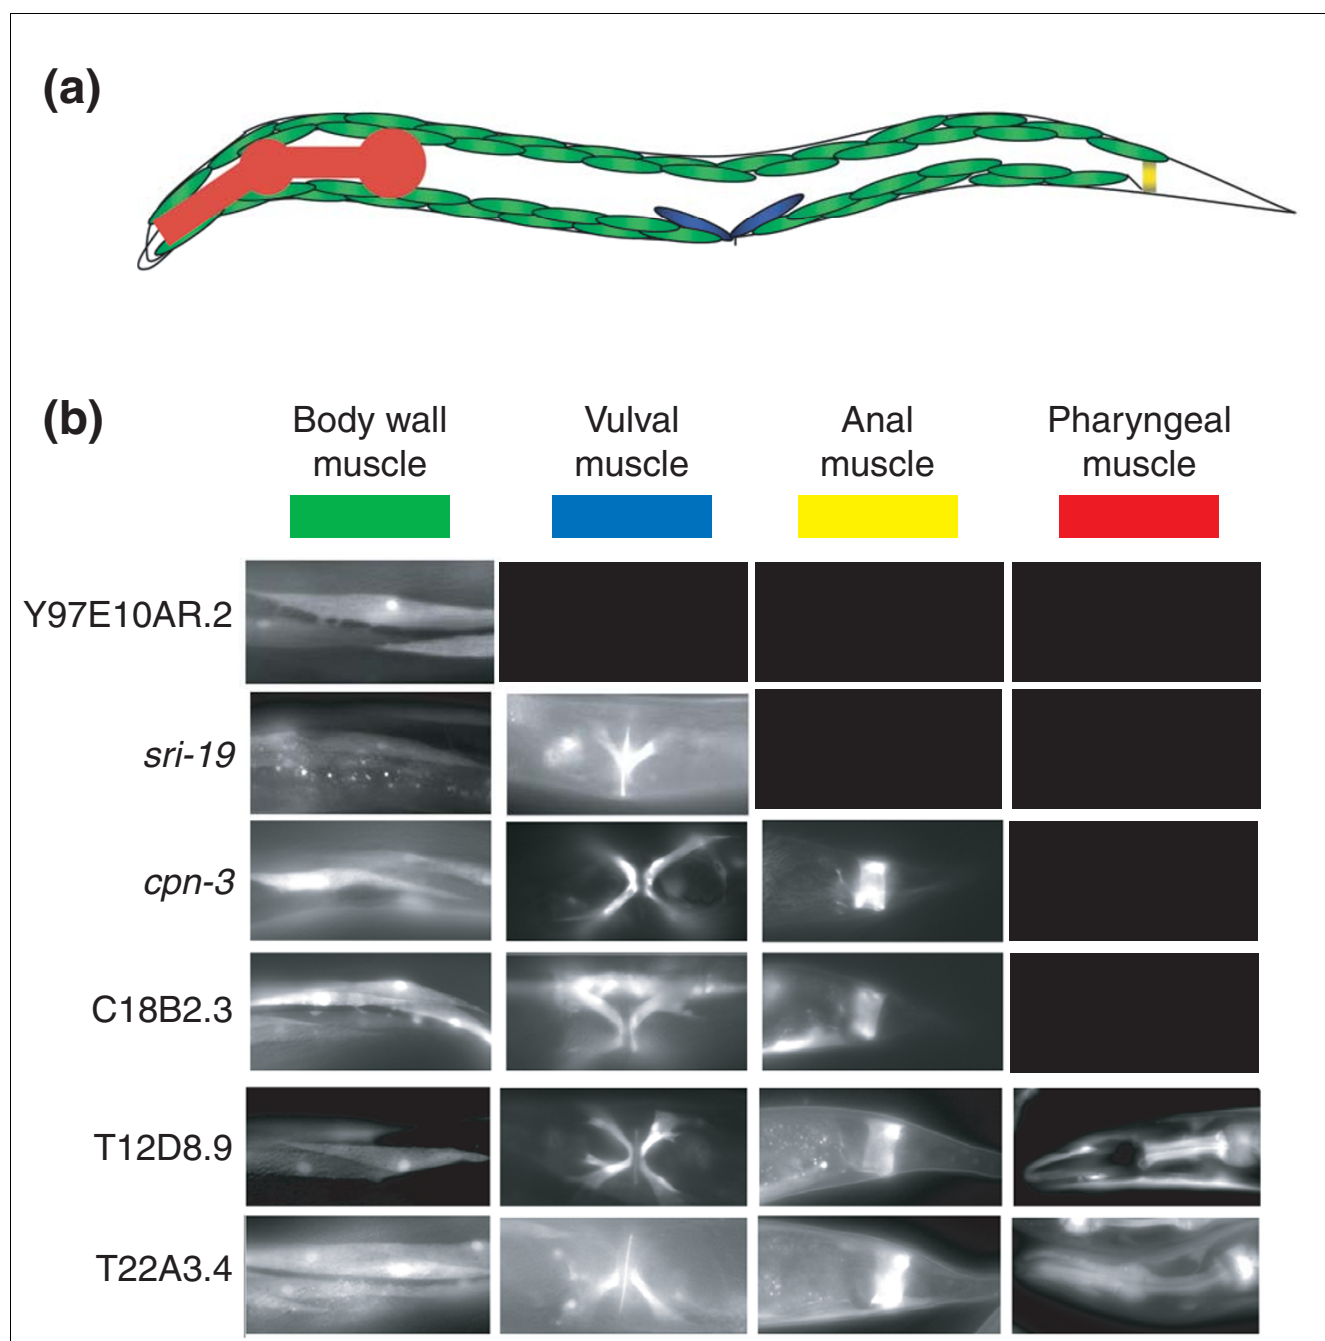 (a)
(b)
Body wall
muscle
Vulval
muscle
Anal
muscle
Pharyngeal
muscle
Y97E10AR.2
sri-19
cpn-3
C18B2.3
T12D8.9
T22A3.4